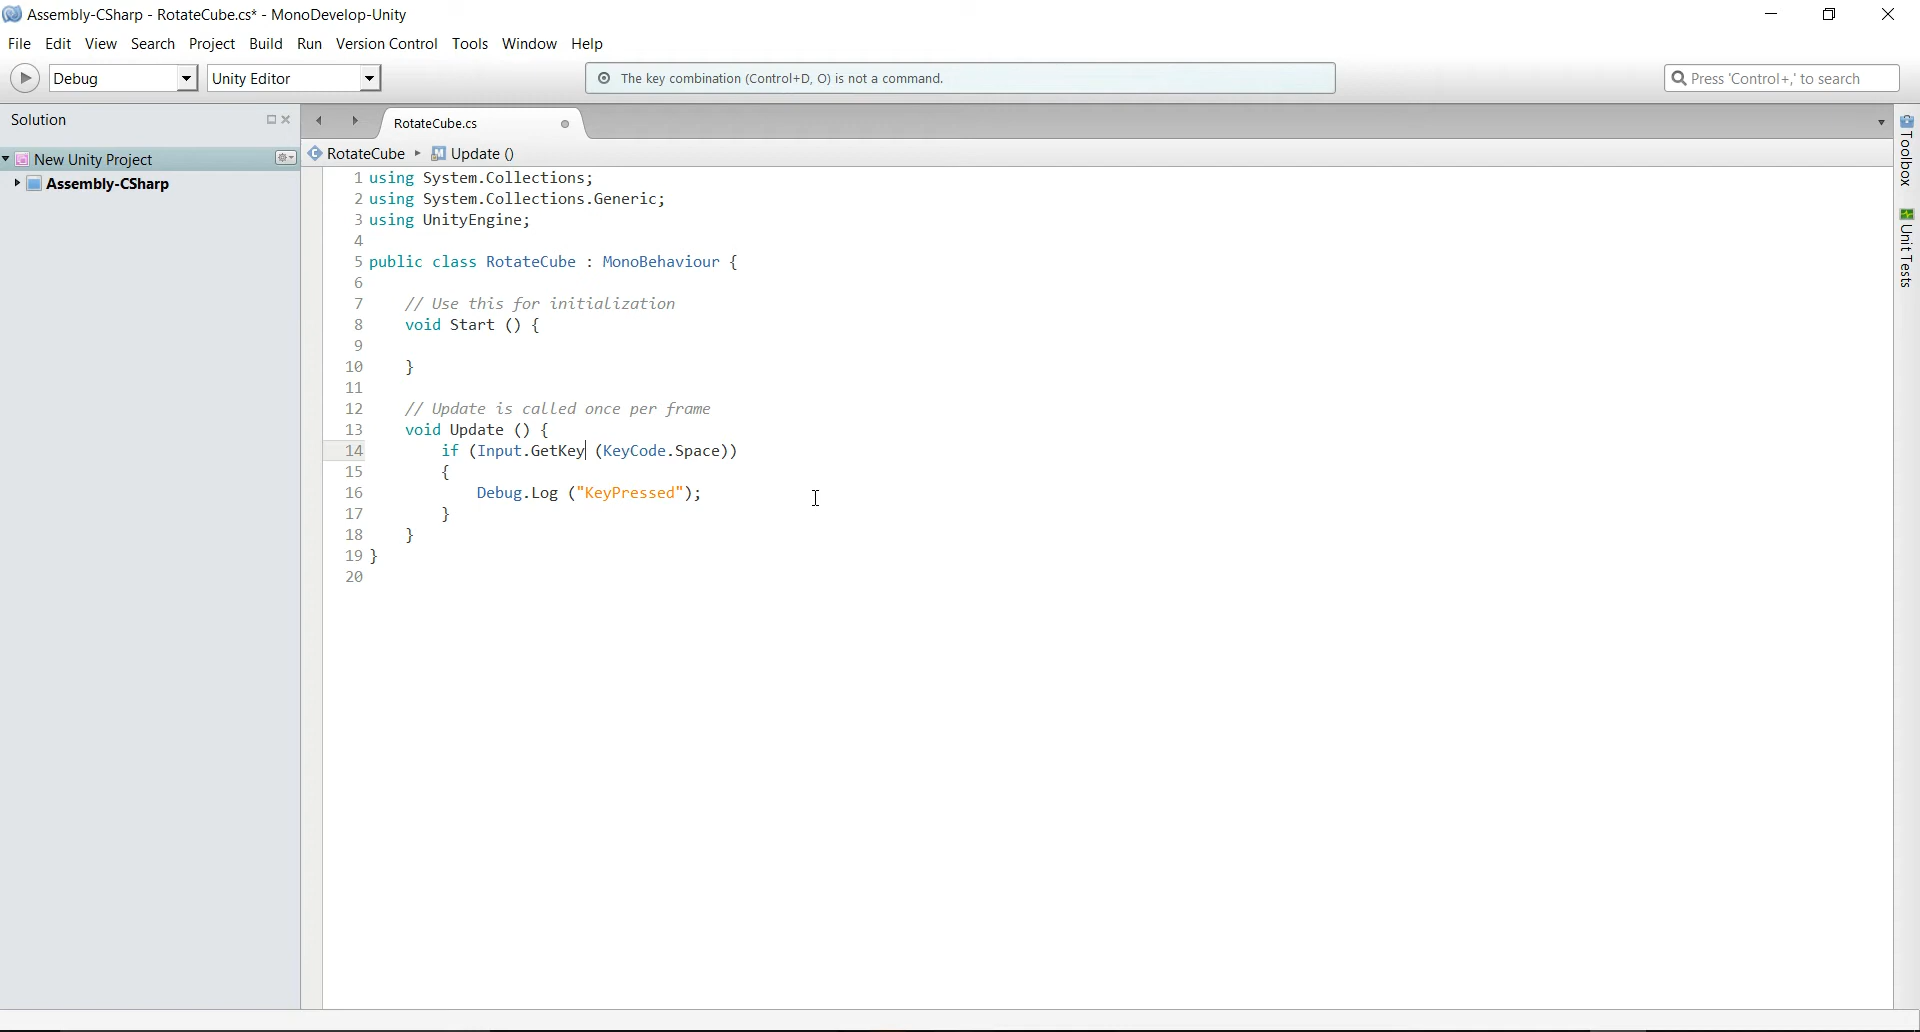 Assembly-CSharp - RotateCube.cs* - MonoDevelop-Unity
File Edit View Search Project Build Run Version Control Tools Window Help
Debug Unity Editor The key combination (Control+D, O) is not a command. Press 'Control+,' to search
Solution
RotateCube.cs
New Unity Project
Assembly-CSharp
RotateCube Update ()
1 using System.Collections;
2 using System.Collections.Generic;
3 using UnityEngine;
4
5 public class RotateCube : MonoBehaviour {
6
7 // Use this for initialization
8 void Start () {
9
10 }
11
12 // Update is called once per frame
13 void Update () {
14 if (Input.GetKey (KeyCode.Space))
15 {
16 Debug.Log ("KeyPressed");
17 }
18 }
19 }
20
Toolbox
Unit Tests